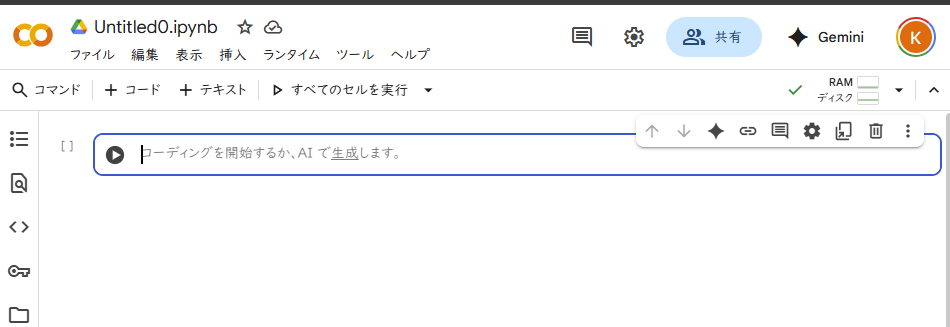 Untitled0.ipynb
ファイル 編集 表示 挿入 ランタイム ツール ヘルプ
共有
Gemini
K
コマンド + コード + テキスト すべてのセルを実行
RAM
ディスク
[ ]
コーディングを開始するか、AI で生成します。